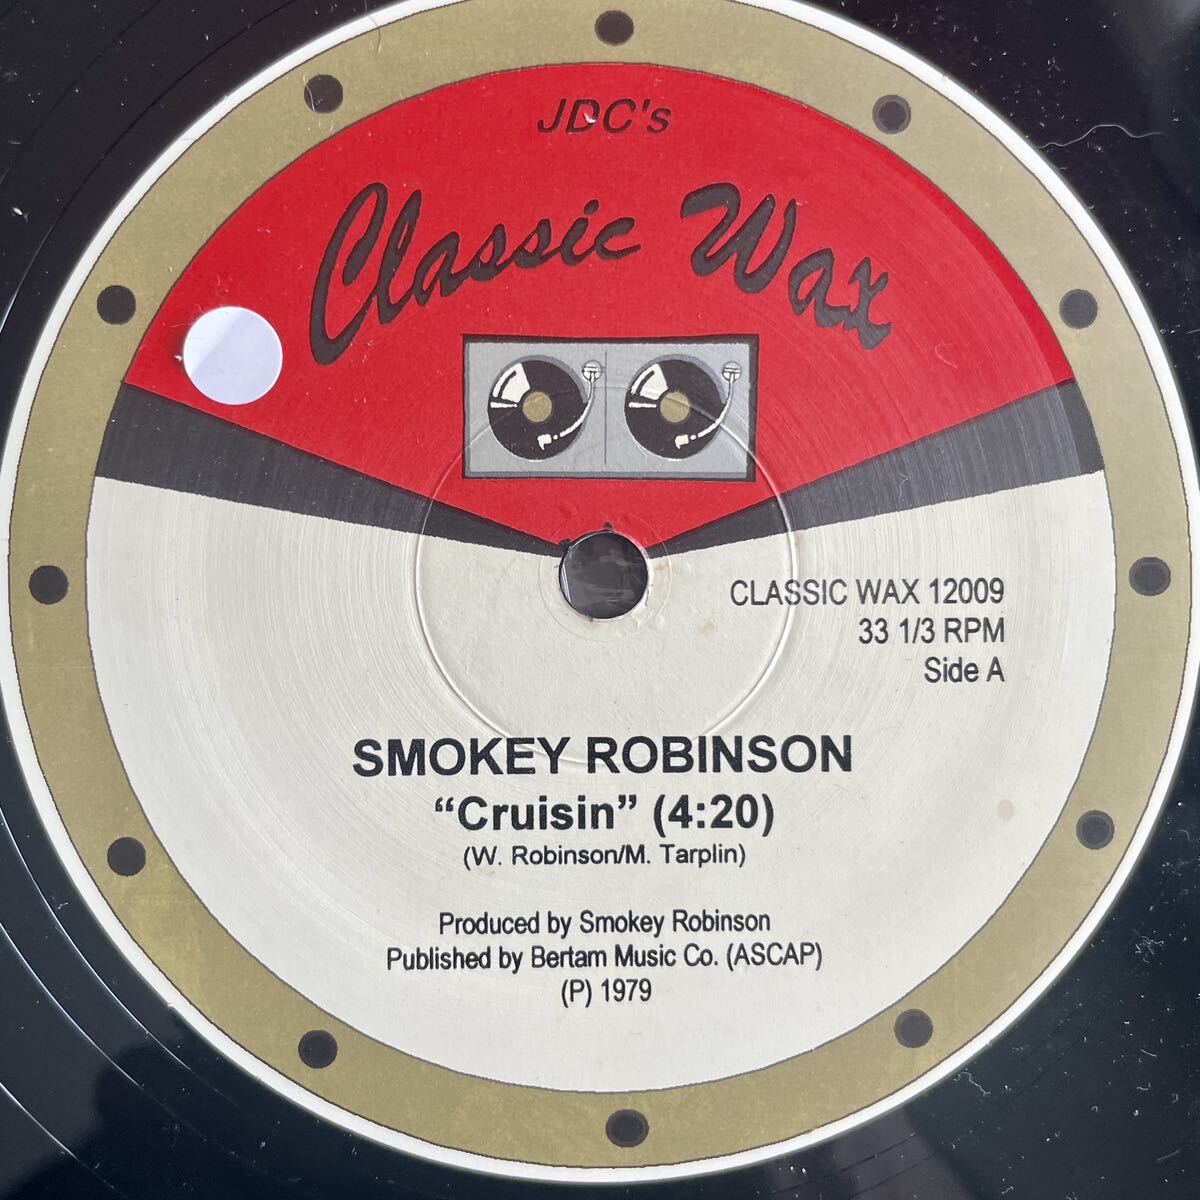 JDC's
Classic Wax
CLASSIC WAX 12009
33 1/3 RPM
Side A
SMOKEY ROBINSON
“Cruisin” (4:20)
(W. Robinson/M. Tarplin)
Produced by Smokey Robinson
Published by Bertam Music Co. (ASCAP)
(P) 1979